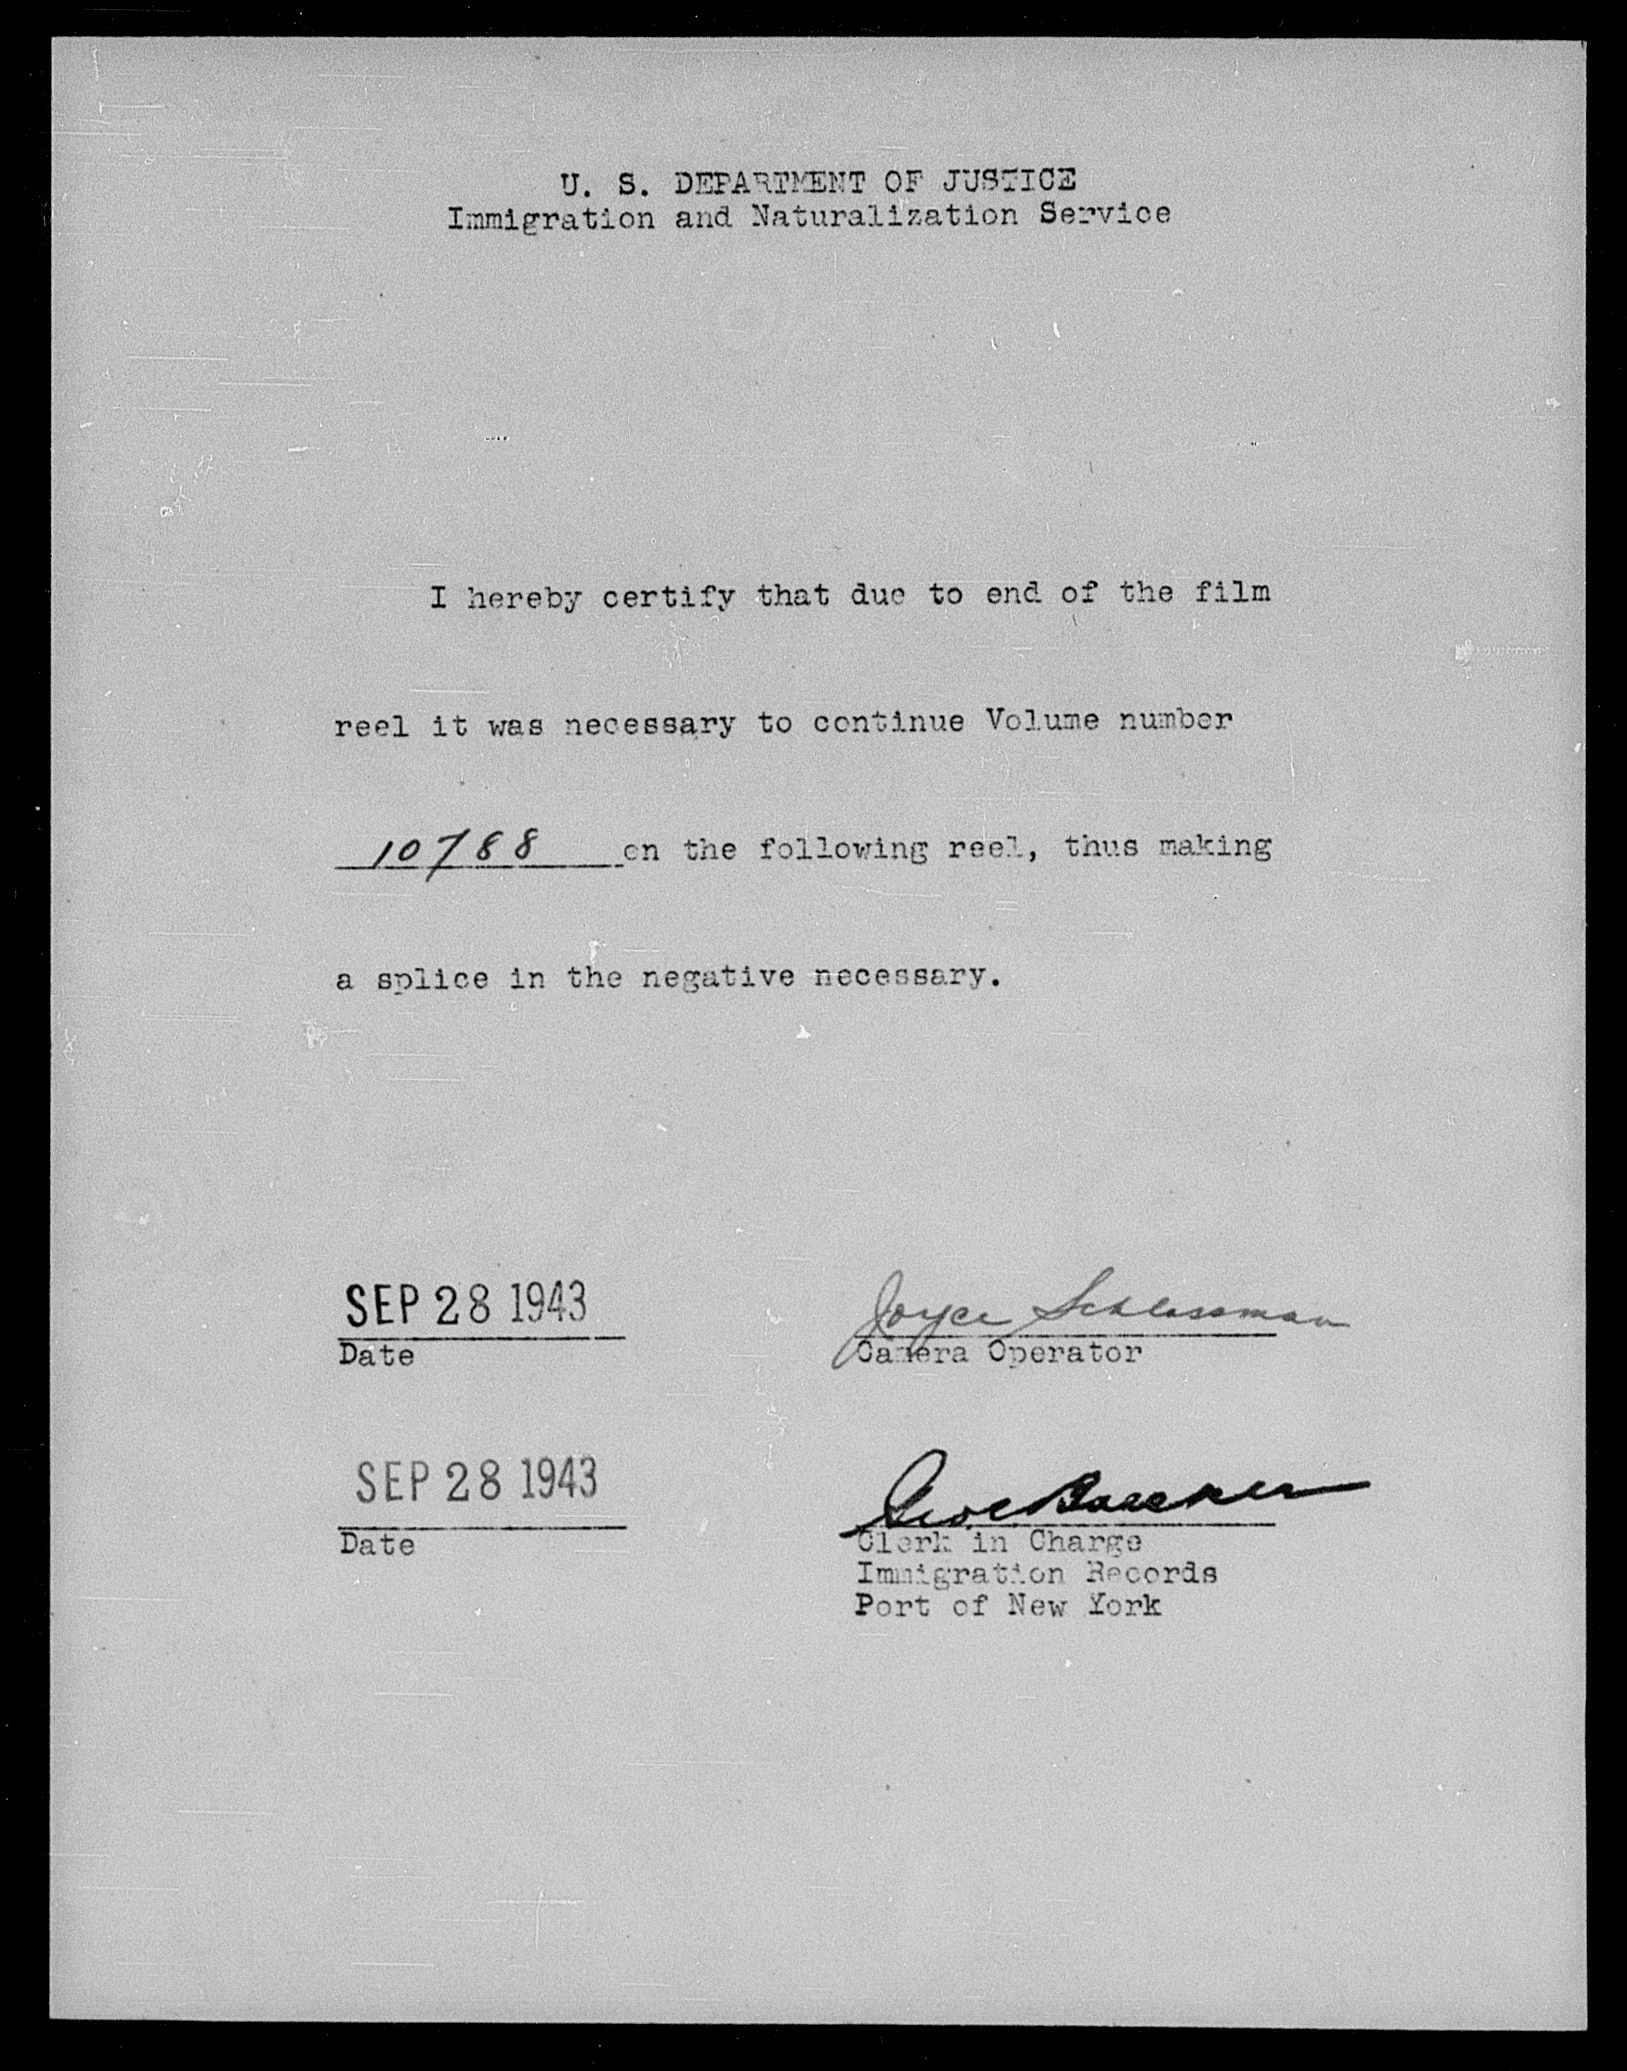 U. S. DEPARTMENT OF JUSTICE
Immigration and Naturalization Service
I hereby certify that due to end of the film
reel it was necessary to continue Volume number
10788 on the following reel, thus making
a splice in the negative necessary.
SEP 28 1943
Date
Joyce Schlossman
Camera Operator
SEP 28 1943
Date
Clerk in Charge
Immigration Records
Port of New York